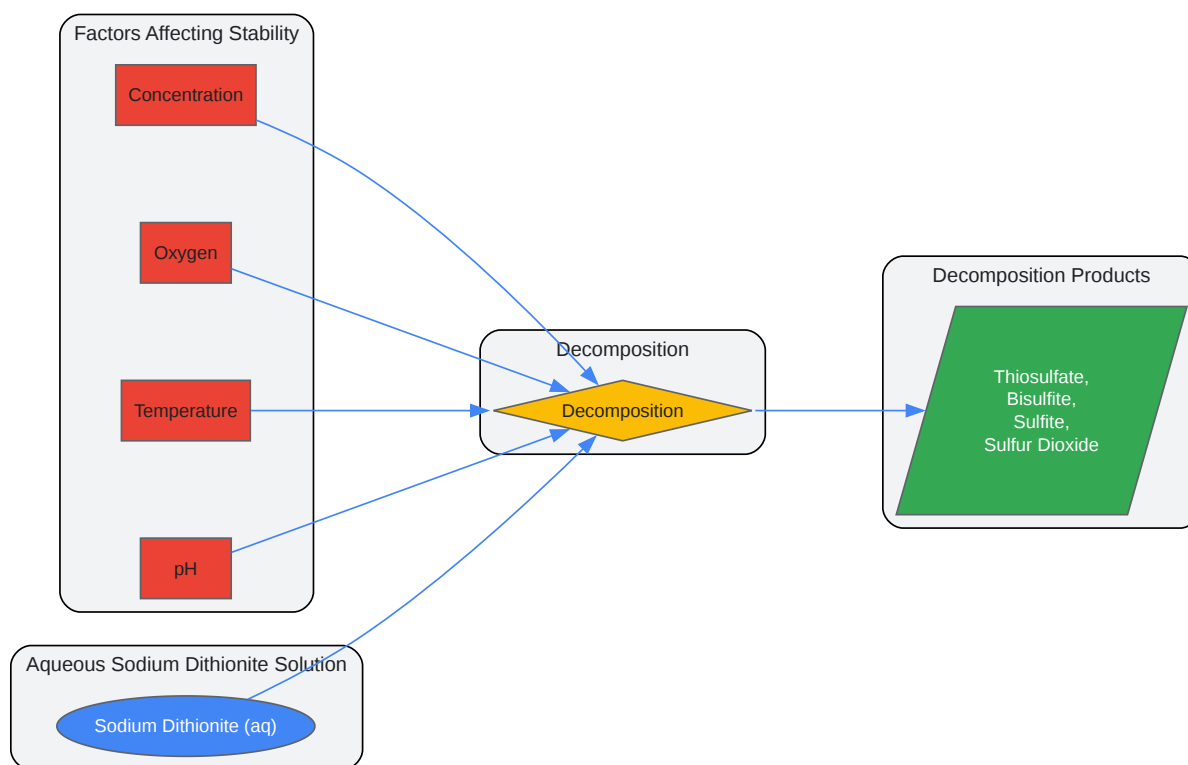 Factors Affecting Stability
Concentration
Oxygen
Temperature
pH
Aqueous Sodium Dithionite Solution
Sodium Dithionite (aq)
Decomposition
Decomposition
Decomposition Products
Thiosulfate,
Bisulfite,
Sulfite,
Sulfur Dioxide